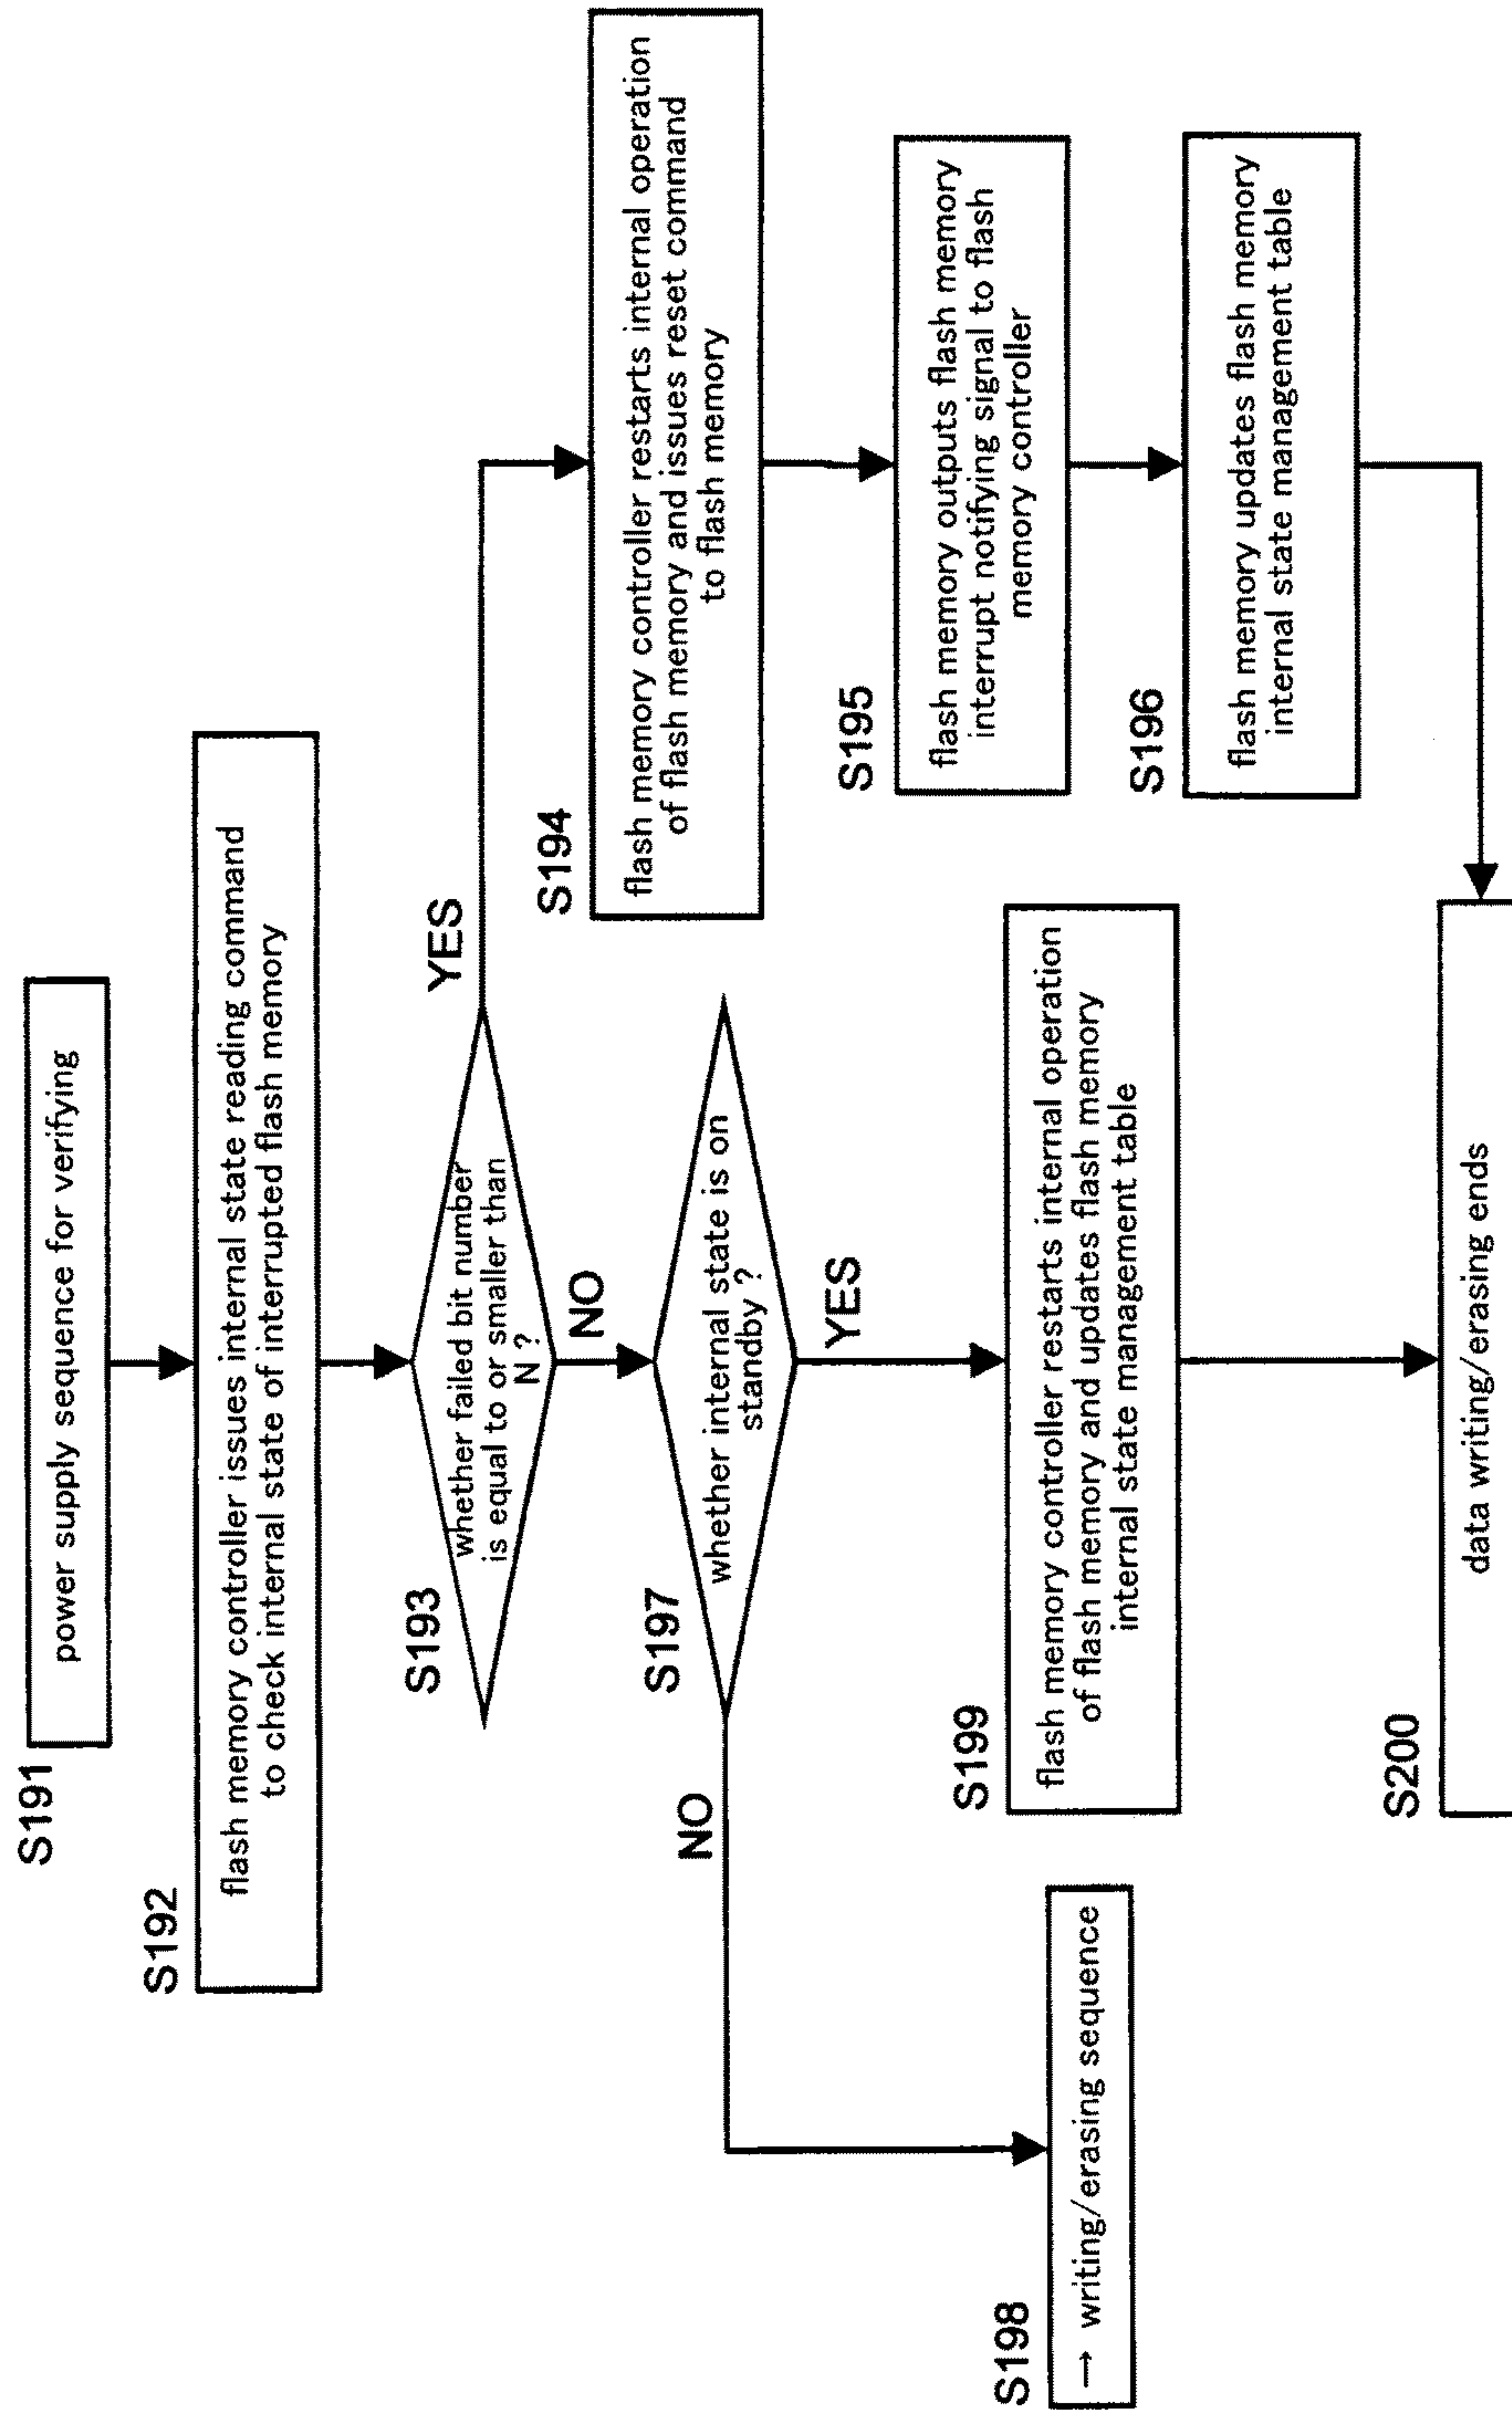 S191
power supply sequence for verifying
S192
flash memory controller issues internal state reading command
to check internal state of interrupted flash memory
S193
whether failed bit number
is equal to or smaller than
N ?
YES
NO
S194
flash memory controller restarts internal operation
of flash memory and issues reset command
to flash memory
S195
flash memory outputs flash memory
interrupt notifying signal to flash
memory controller
S196
flash memory updates flash memory
internal state management table
S197
whether internal state is on
standby ?
NO
YES
S198
→ writing/erasing sequence
S199
flash memory controller restarts internal operation
of flash memory and updates flash memory
internal state management table
S200
data writing/erasing ends